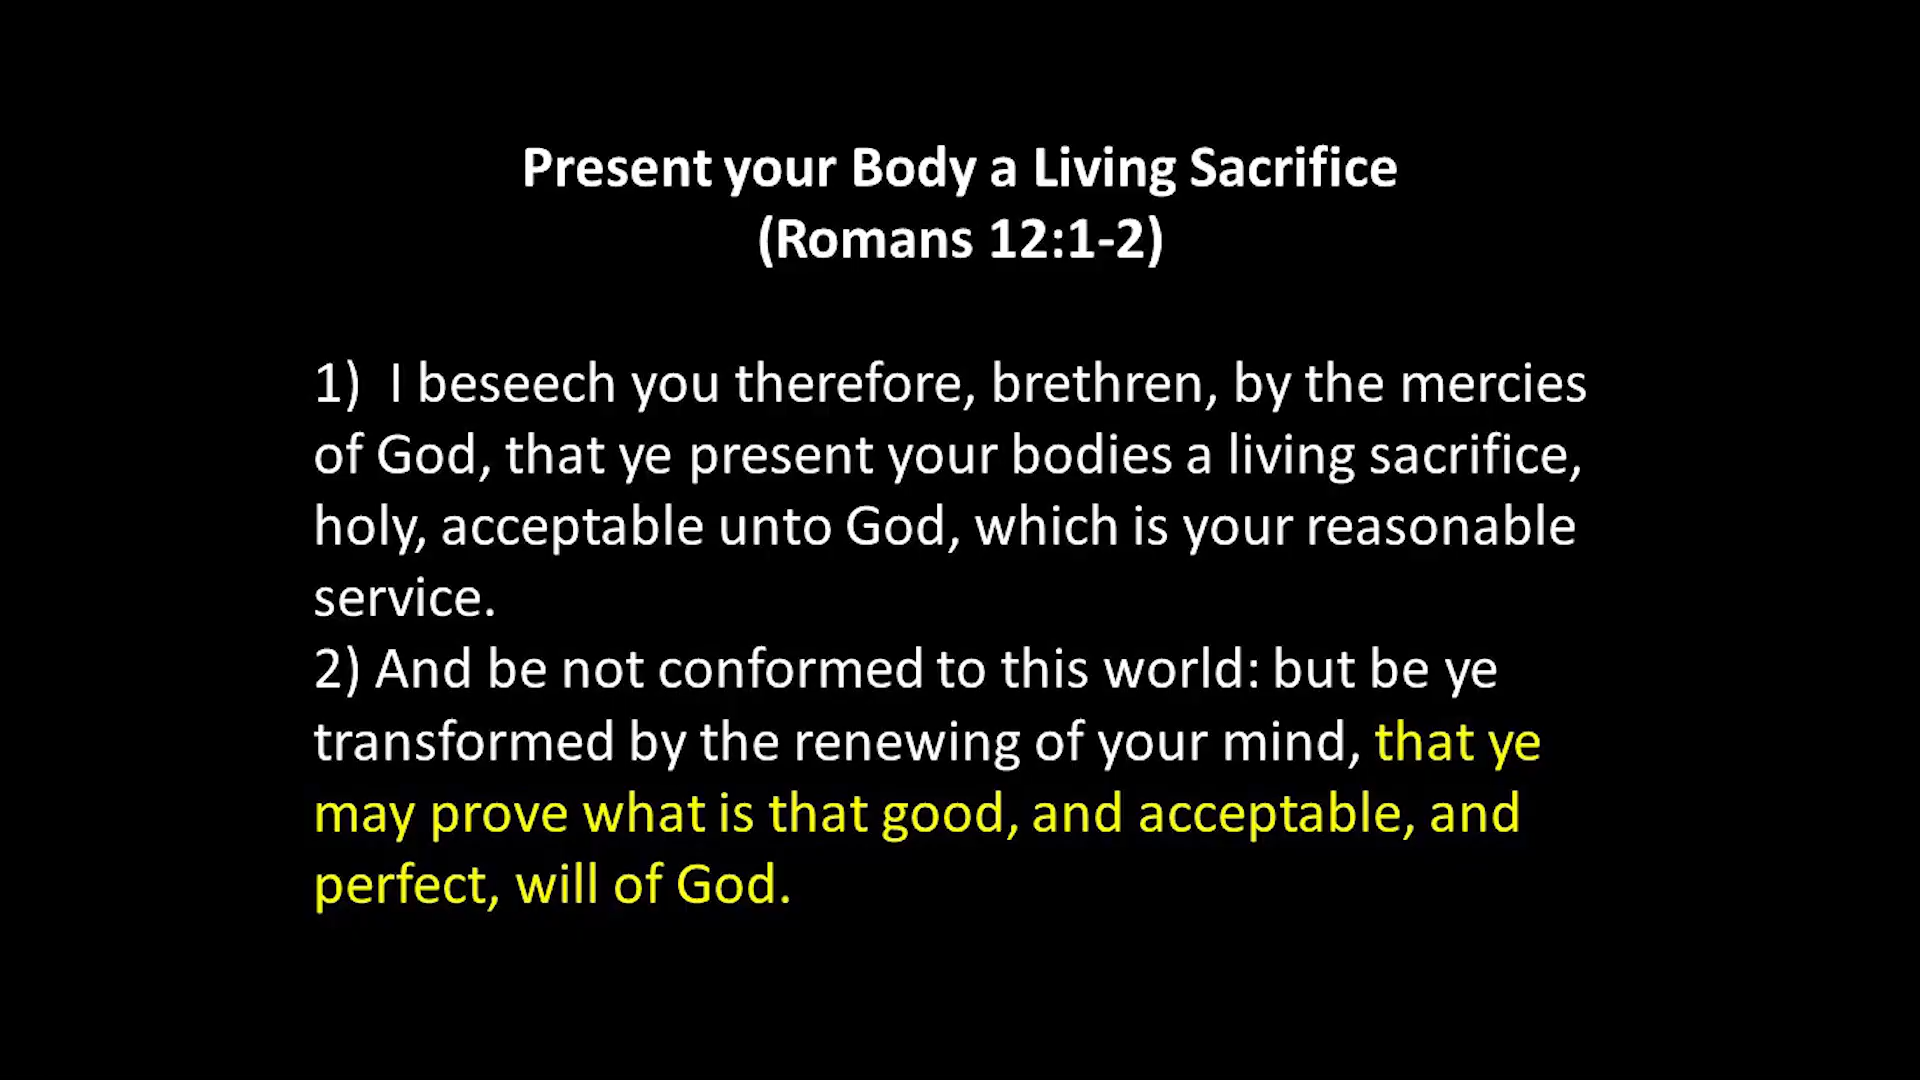 Present your Body a Living Sacrifice
(Romans 12:1-2)
1)  I beseech you therefore, brethren, by the mercies
of God, that ye present your bodies a living sacrifice,
holy, acceptable unto God, which is your reasonable
service.
2) And be not conformed to this world: but be ye
transformed by the renewing of your mind, that ye
may prove what is that good, and acceptable, and
perfect, will of God.